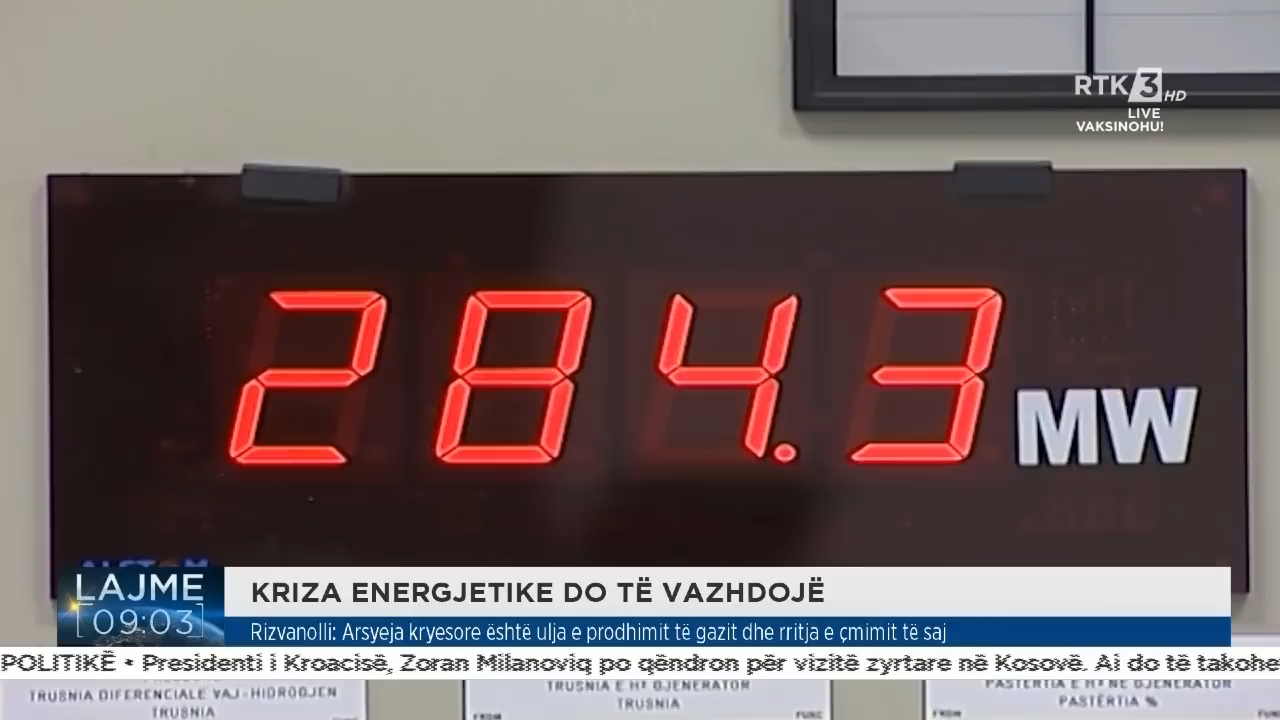 RTK 3 HD
LIVE
VAKSINOHU!
284.3 MW
ALSTOM
LAJME
09:03
KRIZA ENERGJETIKE DO TË VAZHDOJË
Rizvanolli: Arsyeja kryesore është ulja e prodhimit të gazit dhe rritja e çmimit të saj
POLITIKË • Presidenti i Kroacisë, Zoran Milanoviq po qëndron për vizitë zyrtare në Kosovë. Ai do të takohe
TRUSNIA DIFERENCIALE VAJ-HIDROGJEN
TRUSNIA
TRUSNIA E H² GJENERATOR
TRUSNIA
PASTËRTIA E H² NË GJENERATOR
PASTËRTIA %